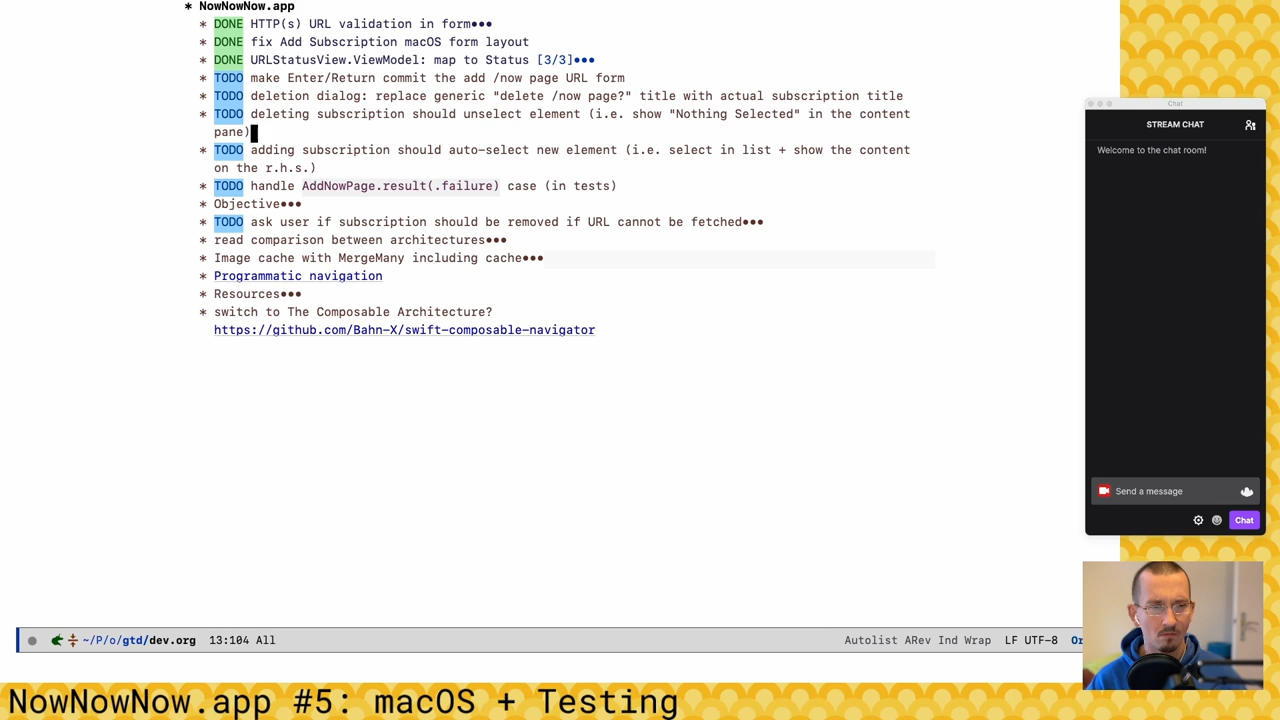 * NowNowNow.app
* DONE HTTP(s) URL validation in form•••
* DONE fix Add Subscription macOS form layout
* DONE URLStatusView.ViewModel: map to Status [3/3]•••
* TODO make Enter/Return commit the add /now page URL form
* TODO deletion dialog: replace generic "delete /now page?" title with actual subscription title
* TODO deleting subscription should unselect element (i.e. show "Nothing Selected" in the content
pane)
* TODO adding subscription should auto-select new element (i.e. select in list + show the content
on the r.h.s.)
* TODO handle AddNowPage.result(.failure) case (in tests)
* Objective•••
* TODO ask user if subscription should be removed if URL cannot be fetched•••
* read comparison between architectures•••
* Image cache with MergeMany including cache•••
* Programmatic navigation
* Resources•••
* switch to The Composable Architecture?
https://github.com/Bahn-X/swift-composable-navigator
~/P/o/gtd/dev.org 13:104 All
Autolist ARev Ind Wrap LF UTF-8 Or
Chat
STREAM CHAT
Welcome to the chat room!
Send a message
Chat
NowNowNow.app #5: macOS + Testing